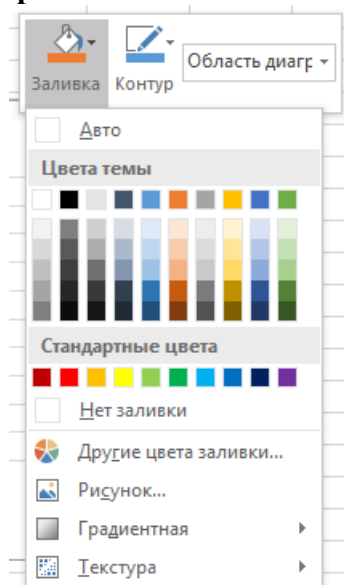 Заливка
Контур
Область диагр
Авто
Цвета темы
Стандартные цвета
Нет заливки
Другие цвета заливки...
Рисунок...
Градиентная
Текстура